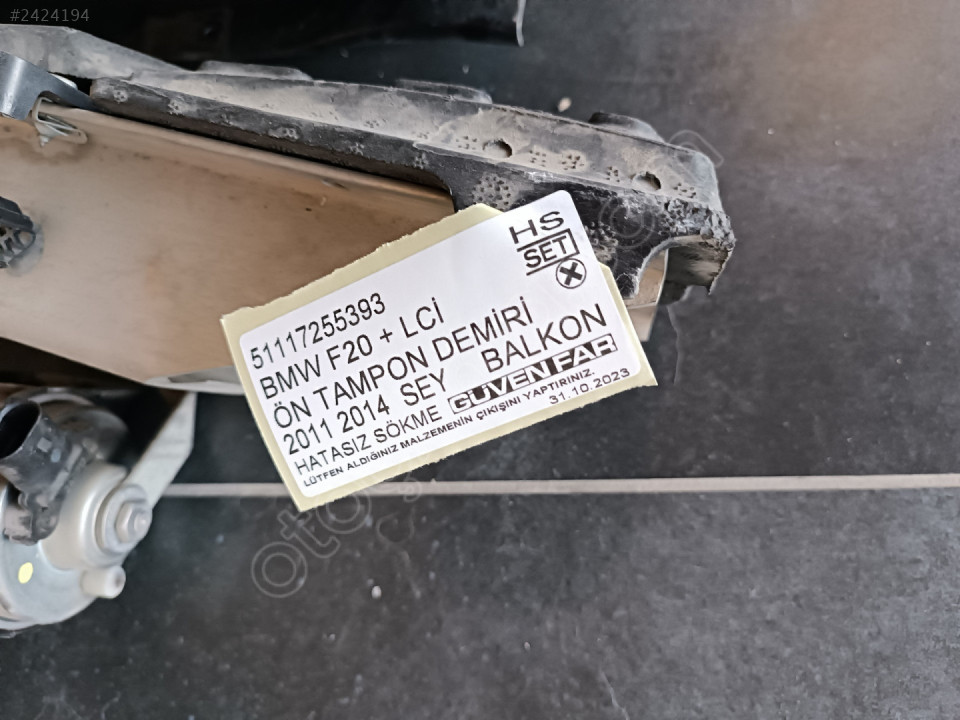 #2424194
HS
SET
51117255393
BMW F20 + LCİ
ÖN TAMPON DEMİRİ
2011 2014 SEY BALKON
HATASIZ SÖKME GÜVEN FAR
LÜTFEN ALDIĞINIZ MALZEMENİN ÇIKIŞINI YAPTIRINIZ. 31.10.2023